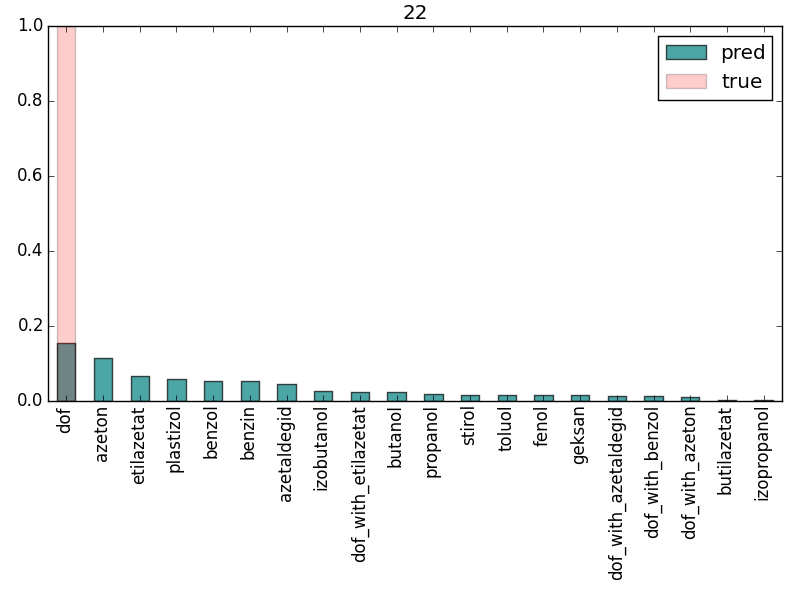 22
1.0
0.8
0.6
0.4
0.2
0.0
pred
true
dof
azeton
etilazetat
plastizol
benzol
benzin
azetaldegid
izobutanol
dof_with_etilazetat
butanol
propanol
stirol
toluol
fenol
geksan
dof_with_azetaldegid
dof_with_benzol
dof_with_azeton
butilazetat
izopropanol